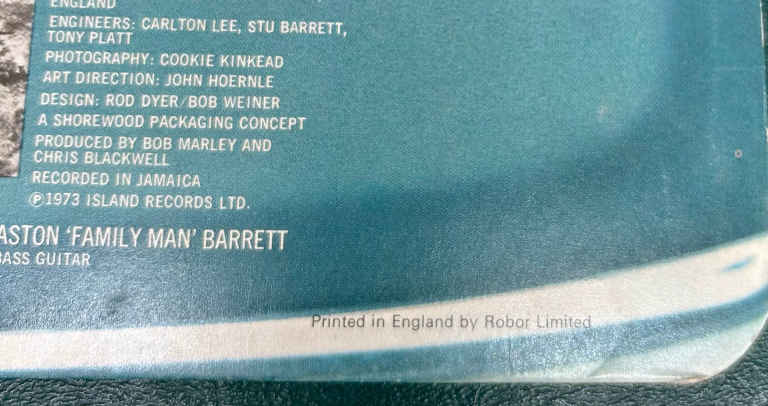 ENGLAND
ENGINEERS: CARLTON LEE, STU BARRETT,
TONY PLATT
PHOTOGRAPHY: COOKIE KINKEAD
ART DIRECTION: JOHN HOERNLE
DESIGN: ROD DYER/BOB WEINER
A SHOREWOOD PACKAGING CONCEPT
PRODUCED BY BOB MARLEY AND
CHRIS BLACKWELL
RECORDED IN JAMAICA
℗1973 ISLAND RECORDS LTD.
ASTON 'FAMILY MAN' BARRETT
BASS GUITAR
Printed in England by Robor Limited